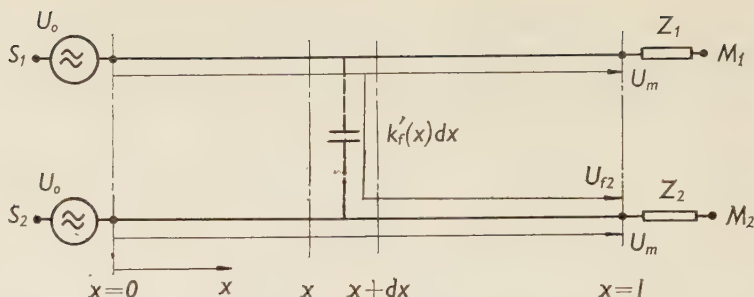 U₀
S₁
Z₁
M₁
Uₘ
k'f(x)dx
U₀
Uf₂
S₂
Z₂
M₂
Uₘ
x=0 x x x+dx x=l